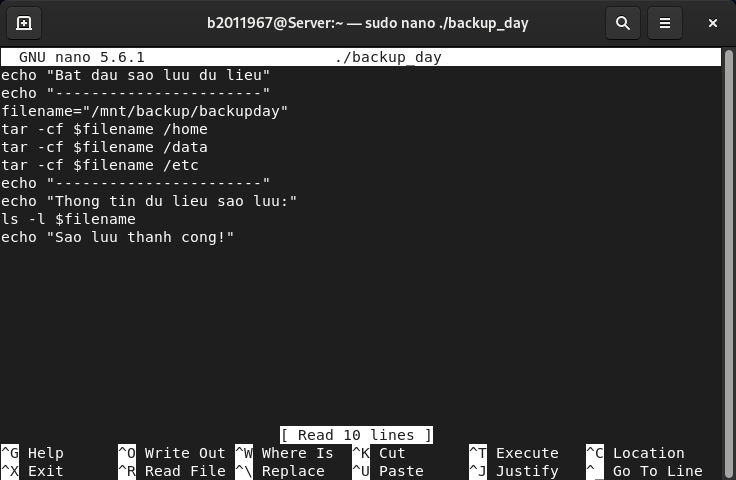 b2011967@Server:~ — sudo nano ./backup_day
GNU nano 5.6.1 ./backup_day
echo "Bat dau sao luu du lieu"
echo "-----------------------"
filename="/mnt/backup/backupday"
tar -cf $filename /home
tar -cf $filename /data
tar -cf $filename /etc
echo "-----------------------"
echo "Thong tin du lieu sao luu:"
ls -l $filename
echo "Sao luu thanh cong!"
[ Read 10 lines ]
^G Help ^O Write Out ^W Where Is ^K Cut ^T Execute ^C Location
^X Exit ^R Read File ^\ Replace ^U Paste ^J Justify ^_ Go To Line